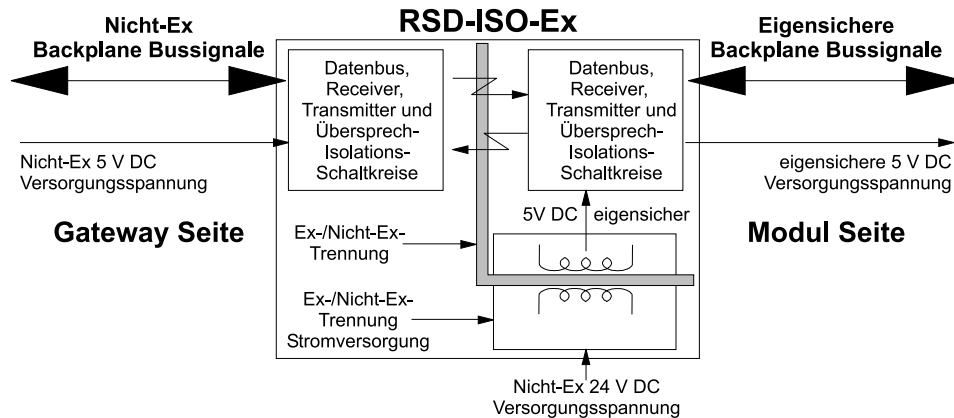 RSD-ISO-Ex
Nicht-Ex
Backplane Bussignale
Eigensichere
Backplane Bussignale
Datenbus,
Receiver,
Transmitter und
Übersprech-
Isolations-
Schaltkreise
Datenbus,
Receiver,
Transmitter und
Übersprech-
Isolations-
Schaltkreise
Nicht-Ex 5 V DC
Versorgungsspannung
eigensichere 5 V DC
Versorgungsspannung
Gateway Seite
Modul Seite
5V DC eigensicher
Ex-/Nicht-Ex-
Trennung
Ex-/Nicht-Ex-
Trennung
Stromversorgung
Nicht-Ex 24 V DC
Versorgungsspannung